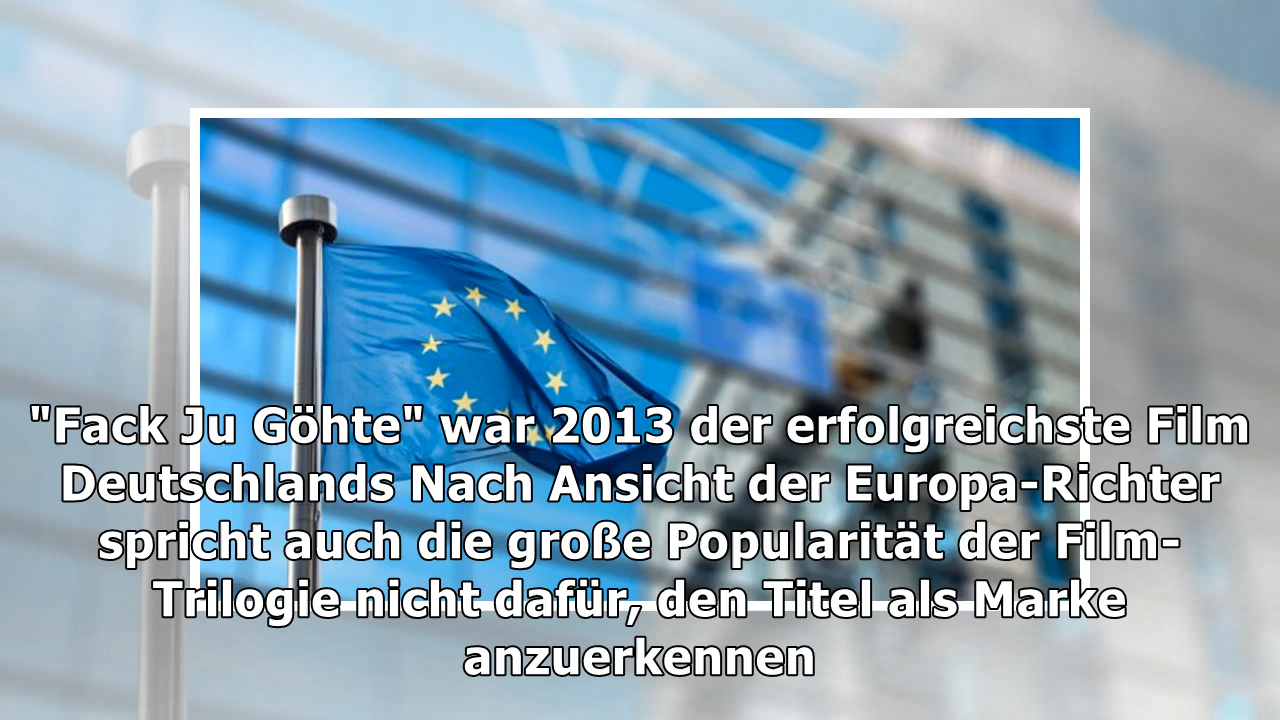 "Fack Ju Göhte" war 2013 der erfolgreichste Film
Deutschlands Nach Ansicht der Europa-Richter
spricht auch die große Popularität der Film-
Trilogie nicht dafür, den Titel als Marke
anzuerkennen